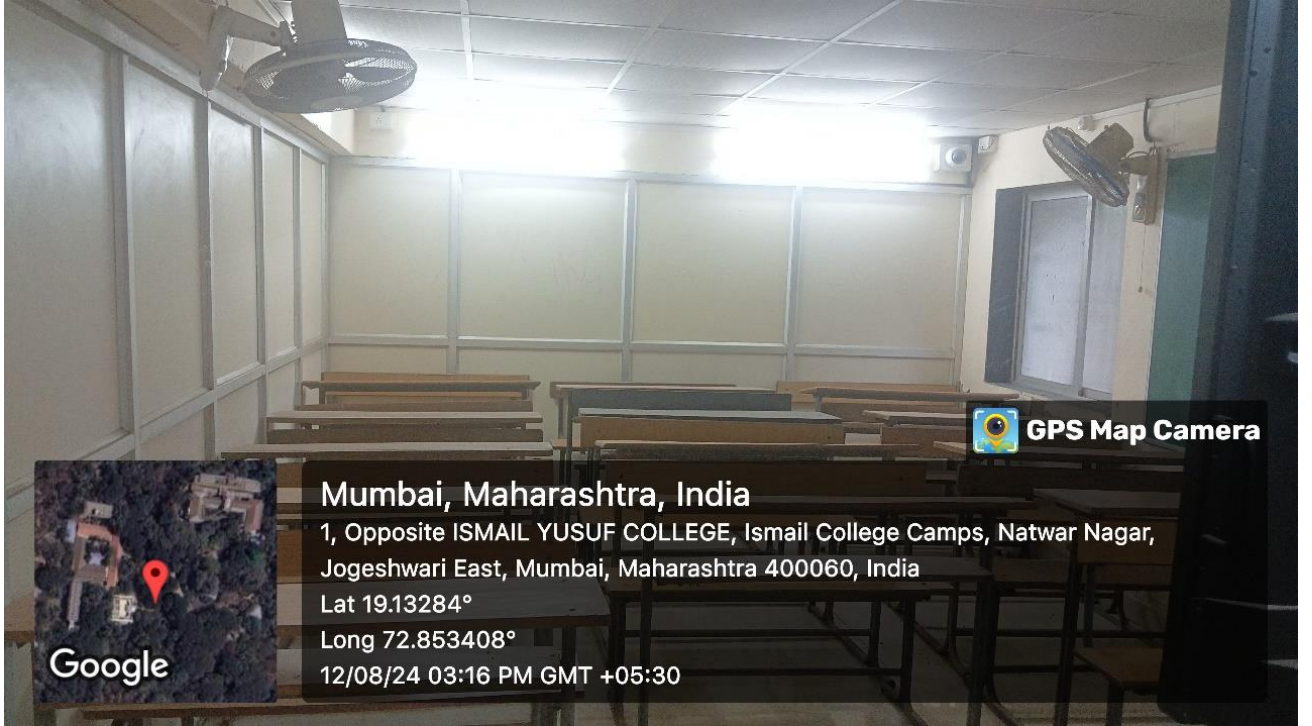 GPS Map Camera
Mumbai, Maharashtra, India
1, Opposite ISMAIL YUSUF COLLEGE, Ismail College Camps, Natwar Nagar,
Jogeshwari East, Mumbai, Maharashtra 400060, India
Lat 19.13284°
Long 72.853408°
12/08/24 03:16 PM GMT +05:30
Google